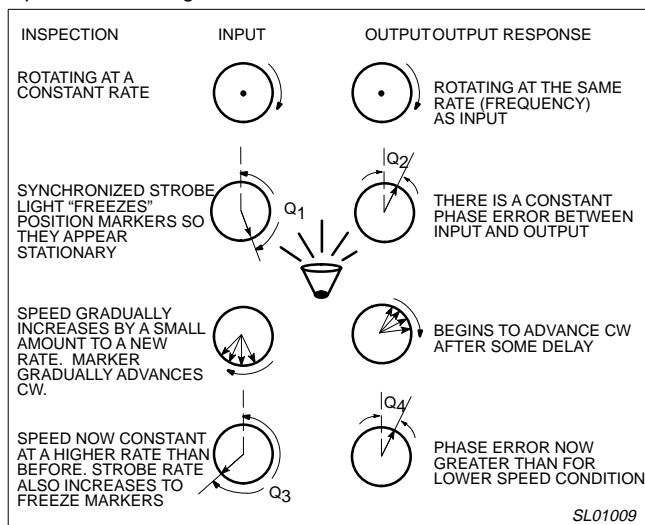 INSPECTION INPUT OUTPUT OUTPUT RESPONSE
ROTATING AT A
CONSTANT RATE
ROTATING AT THE SAME
RATE (FREQUENCY)
AS INPUT
SYNCHRONIZED STROBE
LIGHT “FREEZES”
POSITION MARKERS SO
THEY APPEAR
STATIONARY
Q1
Q2
THERE IS A CONSTANT
PHASE ERROR BETWEEN
INPUT AND OUTPUT
SPEED GRADUALLY
INCREASES BY A SMALL
AMOUNT TO A NEW
RATE. MARKER
GRADUALLY ADVANCES
CW.
BEGINS TO ADVANCE CW
AFTER SOME DELAY
SPEED NOW CONSTANT
AT A HIGHER RATE THAN
BEFORE. STROBE RATE
ALSO INCREASES TO
FREEZE MARKERS
Q3
Q4
PHASE ERROR NOW
GREATER THAN FOR
LOWER SPEED CONDITION
SL01009